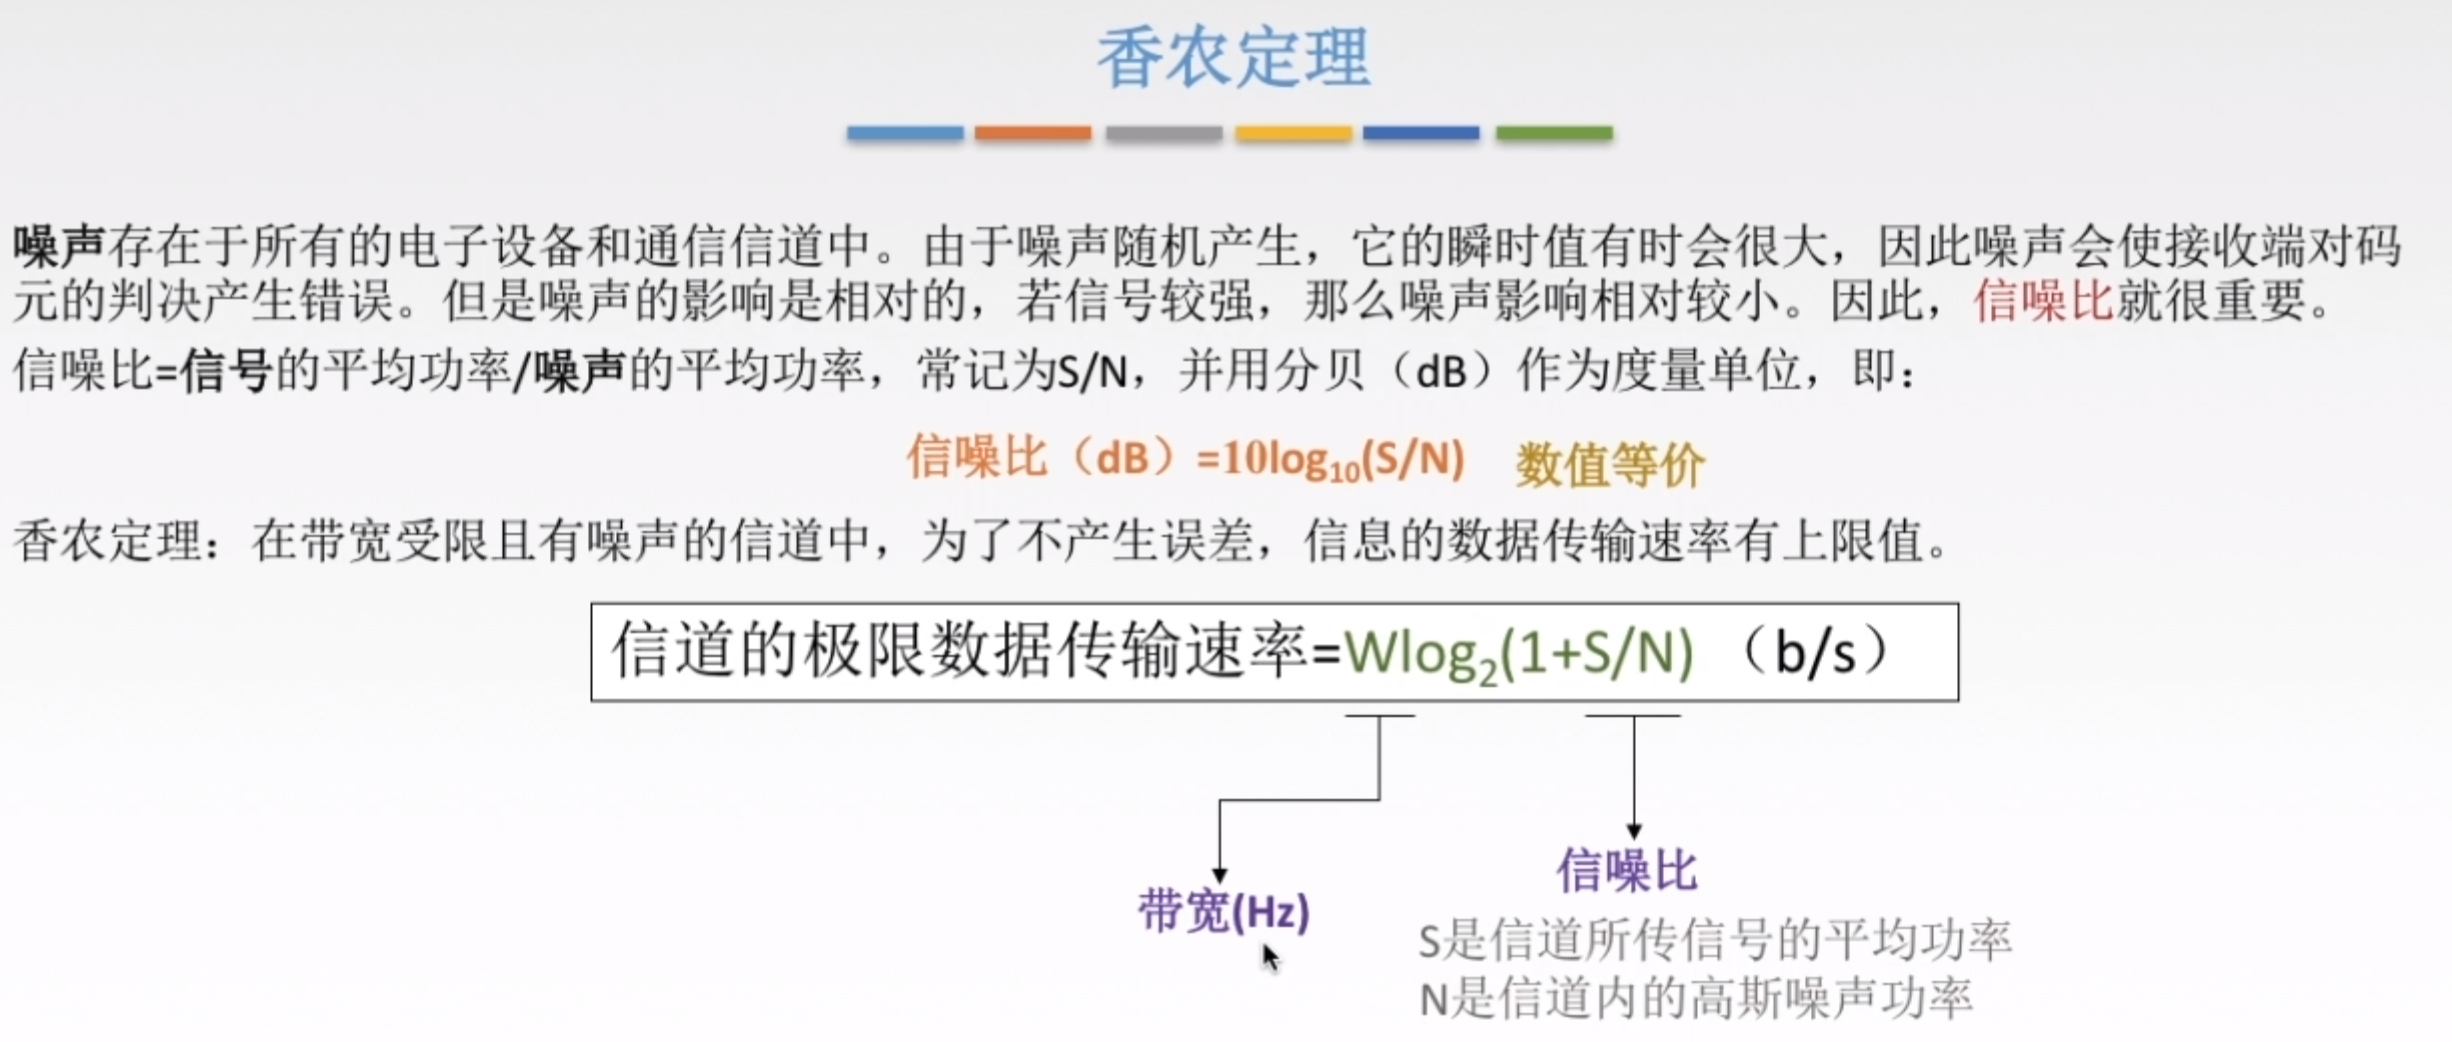 香农定理
噪声存在于所有的电子设备和通信信道中。由于噪声随机产生，它的瞬时值有时会很大，因此噪声会使接收端对码
元的判决产生错误。但是噪声的影响是相对的，若信号较强，那么噪声影响相对较小。因此，信噪比就很重要。
信噪比=信号的平均功率/噪声的平均功率，常记为S/N，并用分贝（dB）作为度量单位，即：
信噪比（dB）=10log₁₀(S/N) 数值等价
香农定理：在带宽受限且有噪声的信道中，为了不产生误差，信息的数据传输速率有上限值。
信道的极限数据传输速率=Wlog₂(1+S/N) （b/s）
带宽(Hz)
信噪比
S是信道所传信号的平均功率
N是信道内的高斯噪声功率